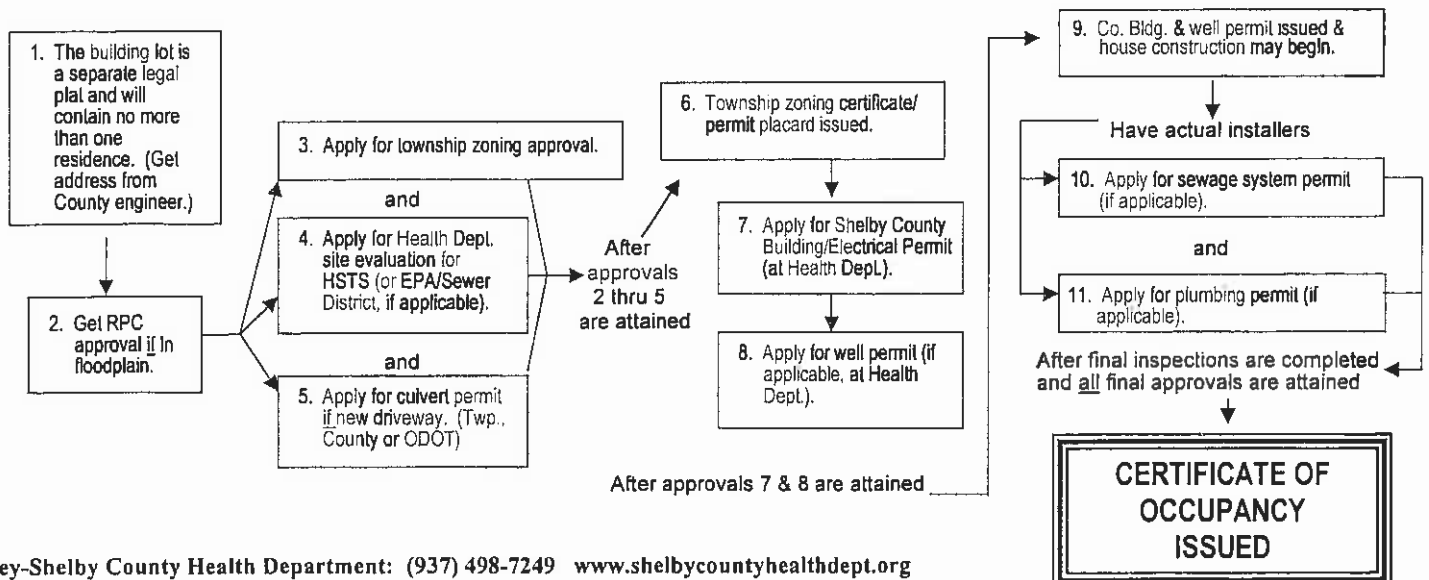 1. The building lot is
a separate legal
plat and will
contain no more
than one
residence. (Get
address from
County engineer.)
2. Get RPC
approval if in
floodplain.
3. Apply for township zoning approval.
and
4. Apply for Health Dept.
site evaluation for
HSTS (or EPA/Sewer
District, if applicable).
and
5. Apply for culvert permit
if new driveway. (Twp.,
County or ODOT)
After
approvals
2 thru 5
are attained
6. Township zoning certificate/
permit placard issued.
7. Apply for Shelby County
Building/Electrical Permit
(at Health Dept.).
8. Apply for well permit (if
applicable, at Health
Dept.).
After approvals 7 & 8 are attained
9. Co. Bldg. & well permit issued &
house construction may begin.
Have actual installers
10. Apply for sewage system permit
(if applicable).
and
11. Apply for plumbing permit (if
applicable).
After final inspections are completed
and all final approvals are attained
CERTIFICATE OF
OCCUPANCY
ISSUED
ey-Shelby County Health Department: (937) 498-7249 www.shelbycountyhealthdept.org